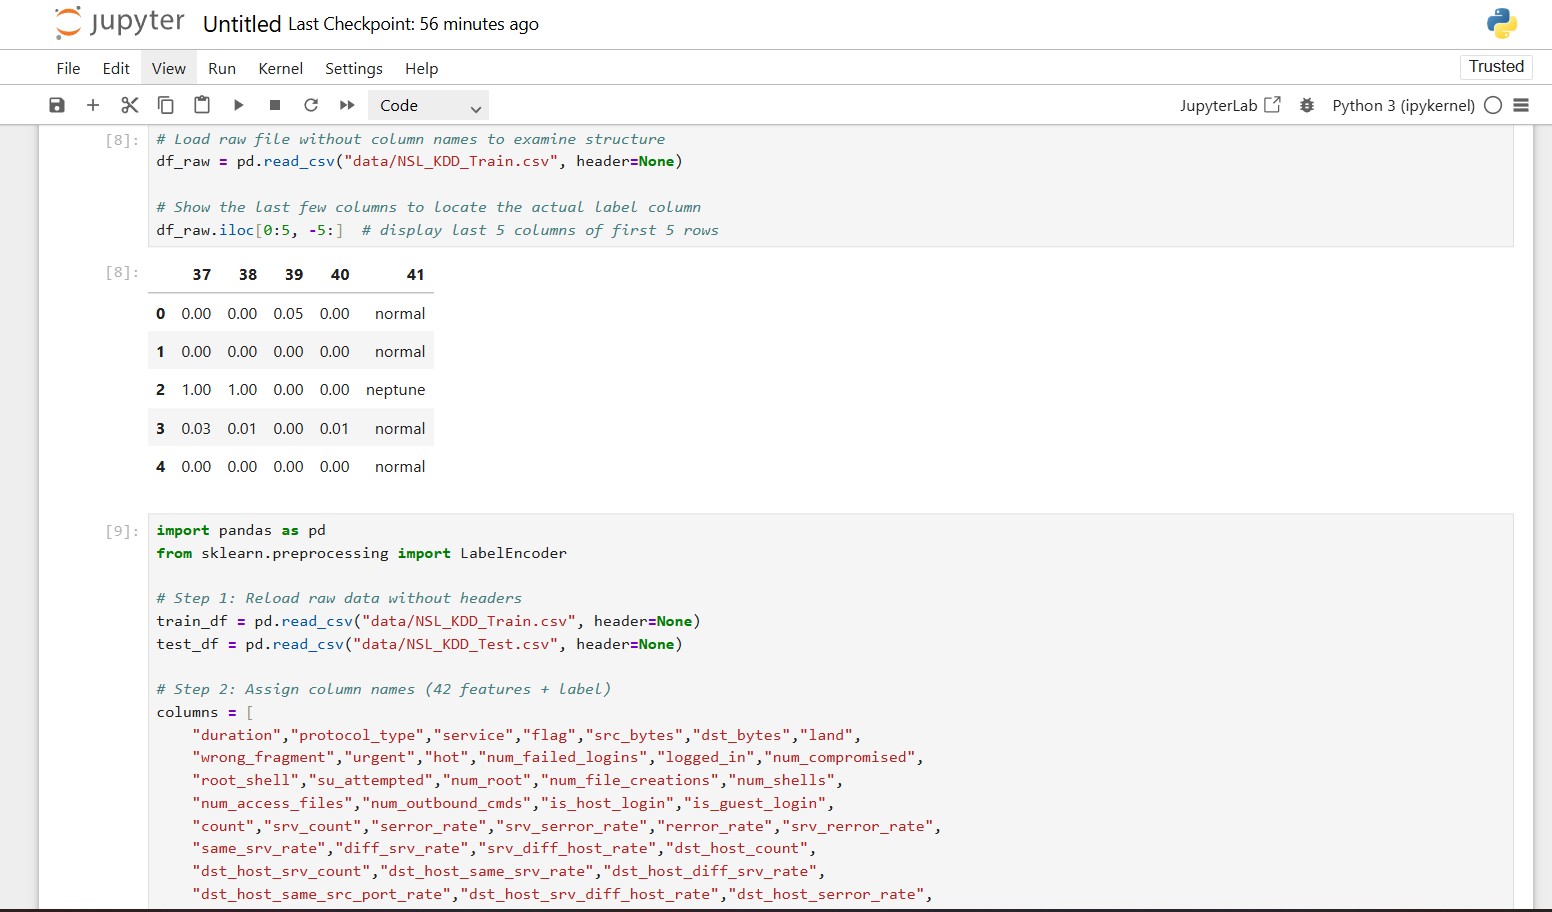 jupyter Untitled Last Checkpoint: 56 minutes ago
File Edit View Run Kernel Settings Help Trusted
Code JupyterLab Python 3 (ipykernel)
[8]: # Load raw file without column names to examine structure
df_raw = pd.read_csv("data/NSL_KDD_Train.csv", header=None)
# Show the last few columns to locate the actual label column
df_raw.iloc[0:5, -5:]  # display last 5 columns of first 5 rows
[8]: 37 38 39 40 41
0 0.00 0.00 0.05 0.00 normal
1 0.00 0.00 0.00 0.00 normal
2 1.00 1.00 0.00 0.00 neptune
3 0.03 0.01 0.00 0.01 normal
4 0.00 0.00 0.00 0.00 normal
[9]: import pandas as pd
from sklearn.preprocessing import LabelEncoder
# Step 1: Reload raw data without headers
train_df = pd.read_csv("data/NSL_KDD_Train.csv", header=None)
test_df = pd.read_csv("data/NSL_KDD_Test.csv", header=None)
# Step 2: Assign column names (42 features + label)
columns = [
"duration","protocol_type","service","flag","src_bytes","dst_bytes","land",
"wrong_fragment","urgent","hot","num_failed_logins","logged_in","num_compromised",
"root_shell","su_attempted","num_root","num_file_creations","num_shells",
"num_access_files","num_outbound_cmds","is_host_login","is_guest_login",
"count","srv_count","serror_rate","srv_serror_rate","rerror_rate","srv_rerror_rate",
"same_srv_rate","diff_srv_rate","srv_diff_host_rate","dst_host_count",
"dst_host_srv_count","dst_host_same_srv_rate","dst_host_diff_srv_rate",
"dst_host_same_src_port_rate","dst_host_srv_diff_host_rate","dst_host_serror_rate",